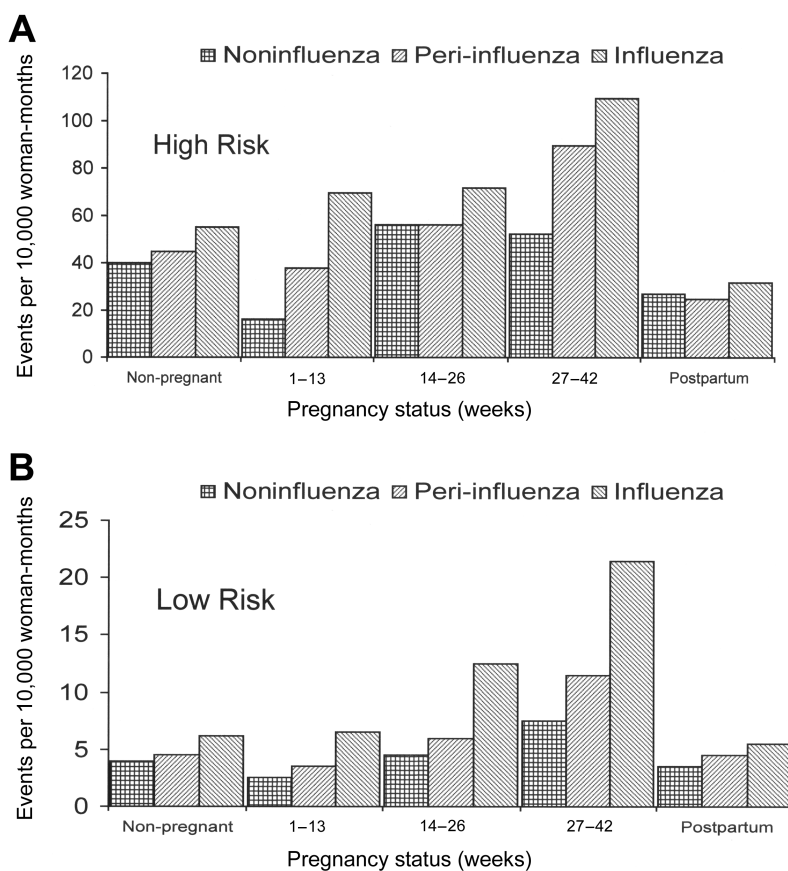 A
Noninfluenza Peri-influenza Influenza
Events per 10,000 woman-months
120
100
80
60
40
20
0
High Risk
Non-pregnant 1–13 14–26 27–42 Postpartum
Pregnancy status (weeks)
B
Noninfluenza Peri-influenza Influenza
Events per 10,000 woman-months
25
20
15
10
5
0
Low Risk
Non-pregnant 1–13 14–26 27–42 Postpartum
Pregnancy status (weeks)